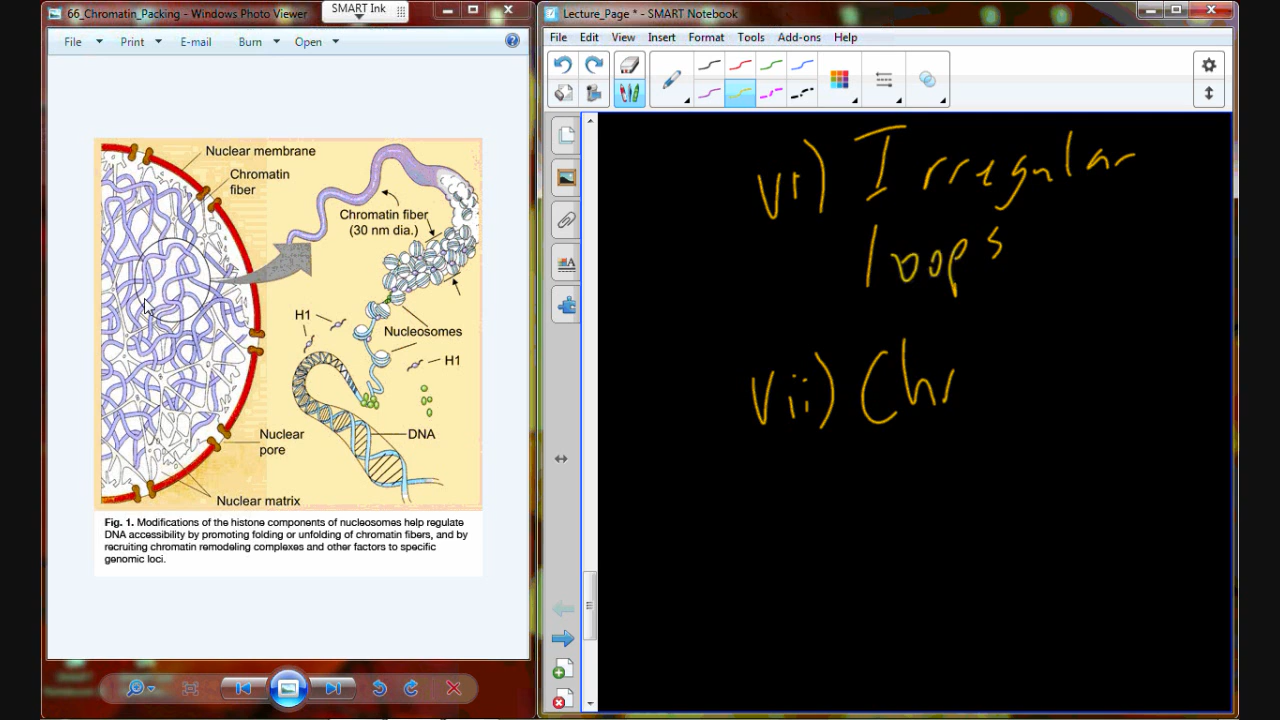 66_Chromatin_Packing - Windows Photo Viewer
SMART Ink
File Print E-mail Burn Open
Nuclear membrane
Chromatin
fiber
Chromatin fiber
(30 nm dia.)
H1
Nucleosomes
H1
DNA
Nuclear
pore
Nuclear matrix
Fig. 1. Modifications of the histone components of nucleosomes help regulate
DNA accessibility by promoting folding or unfolding of chromatin fibers, and by
recruiting chromatin remodeling complexes and other factors to specific
genomic loci.
Lecture_Page * - SMART Notebook
File Edit View Insert Format Tools Add-ons Help
vi) Irregular
loops
vii) Chr